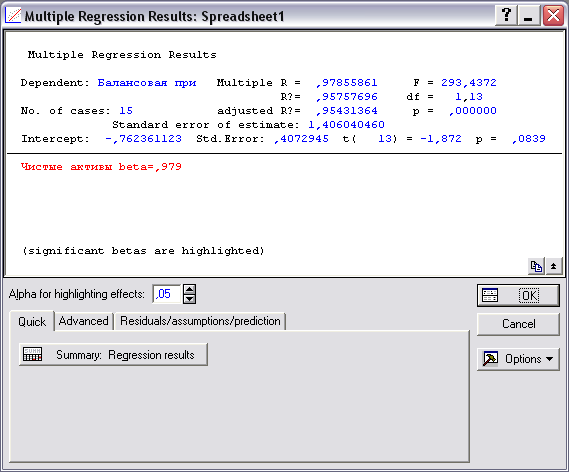 Multiple Regression Results: Spreadsheet1
Multiple Regression Results
Dependent: Балансовая при Multiple R = ,97855861 F = 293,4372
R?= ,95757696 df = 1,13
No. of cases: 15 adjusted R?= ,95431364 p = ,000000
Standard error of estimate: 1,406040460
Intercept: -,762361123 Std.Error: ,4072945 t( 13) = -1,872 p = ,0839
Чистые активы beta=,979
(significant betas are highlighted)
Alpha for highlighting effects: ,05
OK
Quick Advanced Residuals/assumptions/prediction
Cancel
Summary: Regression results
Options